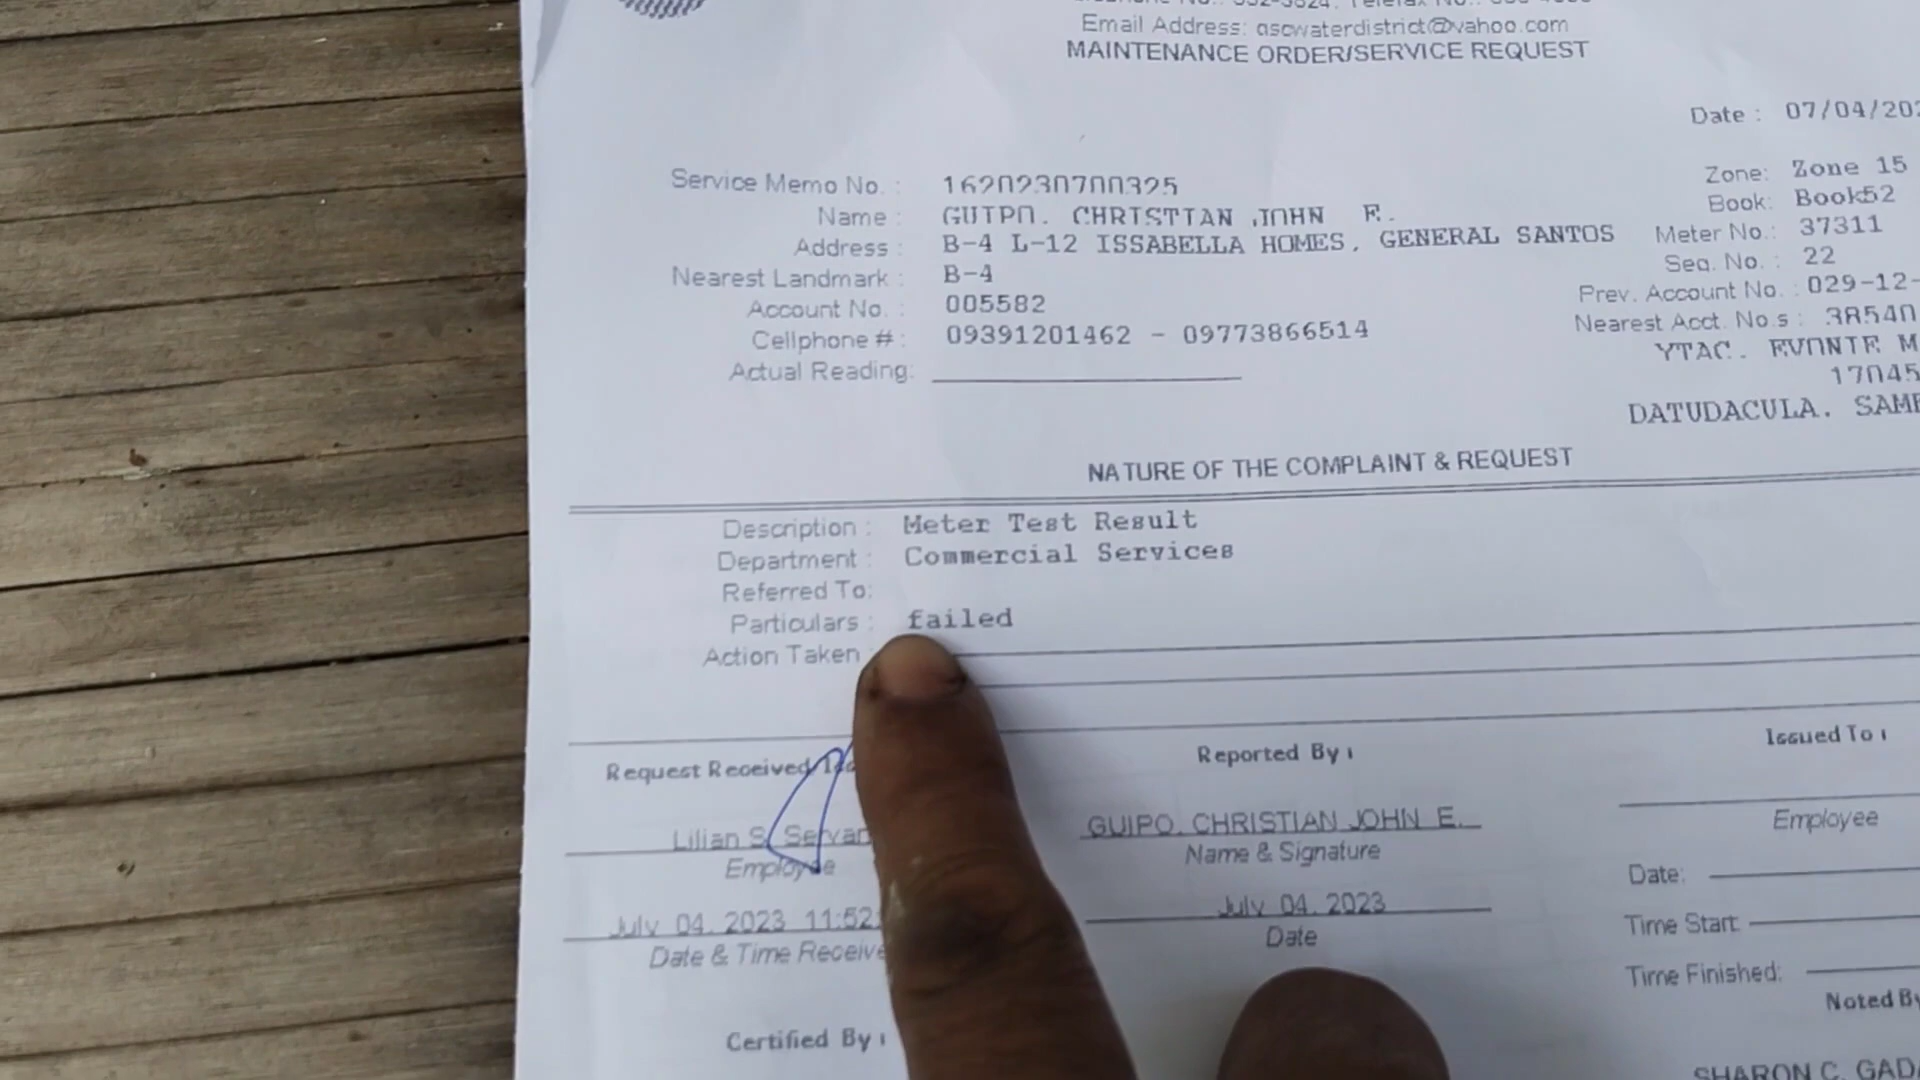 Email Address: gscwaterdistrict@yahoo.com
MAINTENANCE ORDER/SERVICE REQUEST
Date : 07/04/202
Service Memo No. : 1620230700325
Zone: Zone 15
Name : GUIPO, CHRISTIAN JOHN E.
Book: Book52
Address : B-4 L-12 ISSABELLA HOMES, GENERAL SANTOS
Meter No.: 37311
Nearest Landmark : B-4
Seq. No. : 22
Account No. : 005582
Prev. Account No. : 029-12-
Cellphone # : 09391201462 - 09773866514
Nearest Acct. No.s : 38540
Actual Reading:
YTAC, EVONIE M
17045
DATUDACULA, SAME
NATURE OF THE COMPLAINT & REQUEST
Description : Meter Test Result
Department : Commercial Services
Referred To:
Particulars : failed
Action Taken :
Request Received
Reported By :
Issued To :
Lilian S. Servan
GUIPO, CHRISTIAN JOHN E.
Employee
Name & Signature
Employee
July 04, 2023 11:52:
July 04, 2023
Date:
Date & Time Receive
Date
Time Start:
Time Finished:
Certified By :
Noted By
SHARON C. GAD